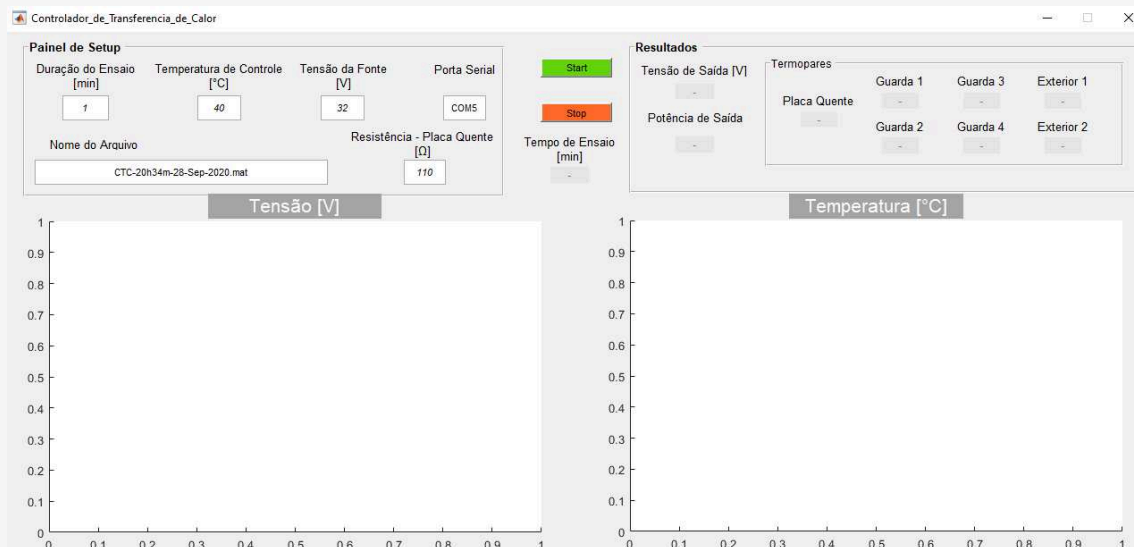 Controlador_de_Transferencia_de_Calor
Painel de Setup
Duração do Ensaio
[min]
1
Temperatura de Controle
[°C]
40
Tensão da Fonte
[V]
32
Porta Serial
COM5
Nome do Arquivo
CTC-20h34m-28-Sep-2020.mat
Resistência - Placa Quente
[Ω]
110
Start
Stop
Tempo de Ensaio
[min]
-
Resultados
Tensão de Saída [V]
-
Potência de Saída
-
Termopares
Placa Quente
-
Guarda 1
-
Guarda 3
-
Exterior 1
-
Guarda 2
-
Guarda 4
-
Exterior 2
-
Tensão [V]
1
0.9
0.8
0.7
0.6
0.5
0.4
0.3
0.2
0.1
0
0 0.1 0.2 0.3 0.4 0.5 0.6 0.7 0.8 0.9 1
Temperatura [°C]
1
0.9
0.8
0.7
0.6
0.5
0.4
0.3
0.2
0.1
0
0 0.1 0.2 0.3 0.4 0.5 0.6 0.7 0.8 0.9 1